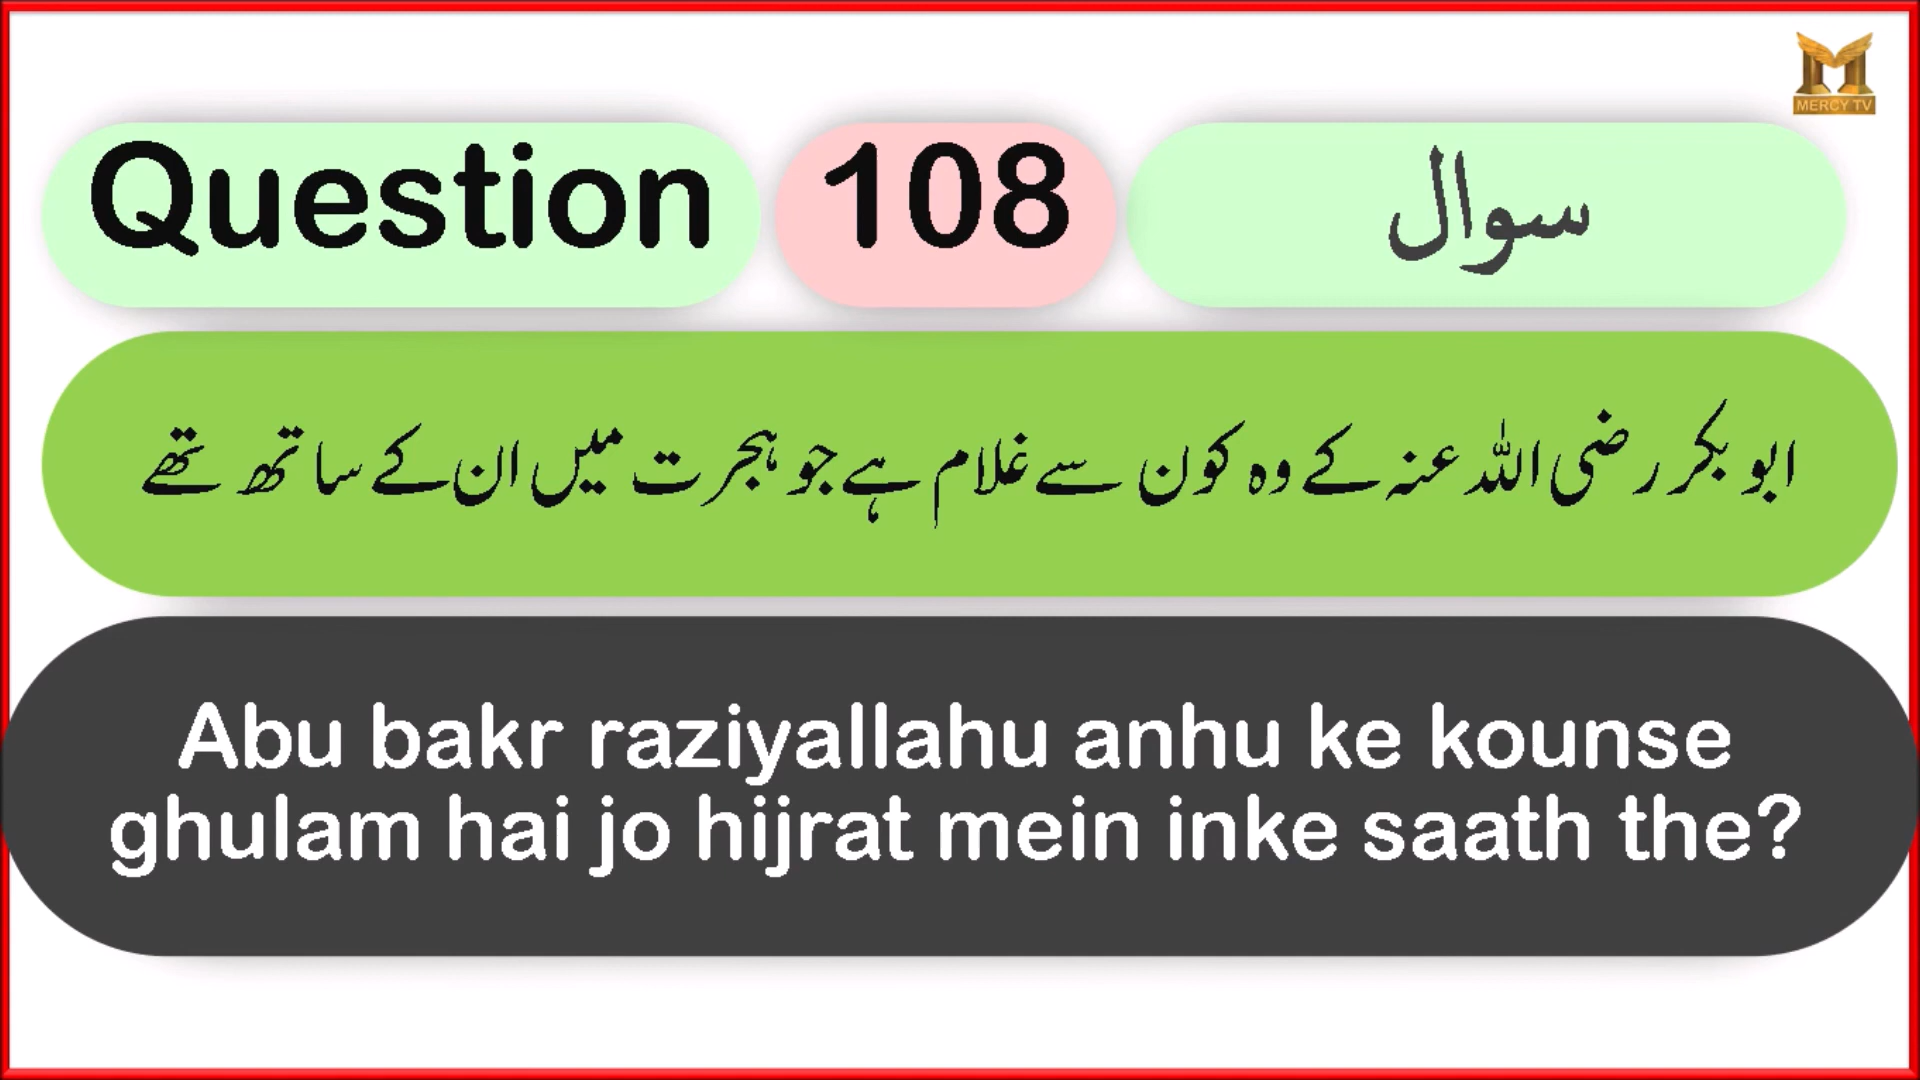 MERCY TV
Question 108 سوال
ابو بکر رضی اللہ عنہ کے وہ کون سے غلام ہے جو ہجرت میں ان کے ساتھ تھے
Abu bakr raziyallahu anhu ke kounse
ghulam hai jo hijrat mein inke saath the?